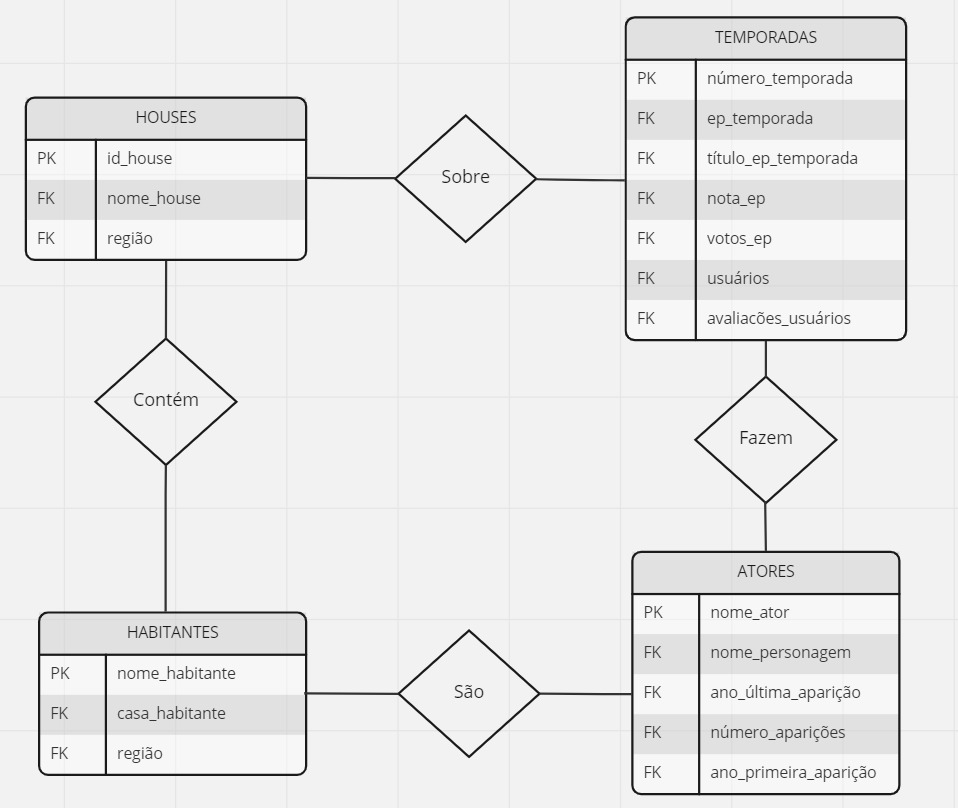 HOUSES
PK id_house
FK nome_house
FK região
Sobre
TEMPORADAS
PK número_temporada
FK ep_temporada
FK título_ep_temporada
FK nota_ep
FK votos_ep
FK usuários
FK avaliacões_usuários
Contém
Fazem
HABITANTES
PK nome_habitante
FK casa_habitante
FK região
São
ATORES
PK nome_ator
FK nome_personagem
FK ano_última_aparição
FK número_aparições
FK ano_primeira_aparição